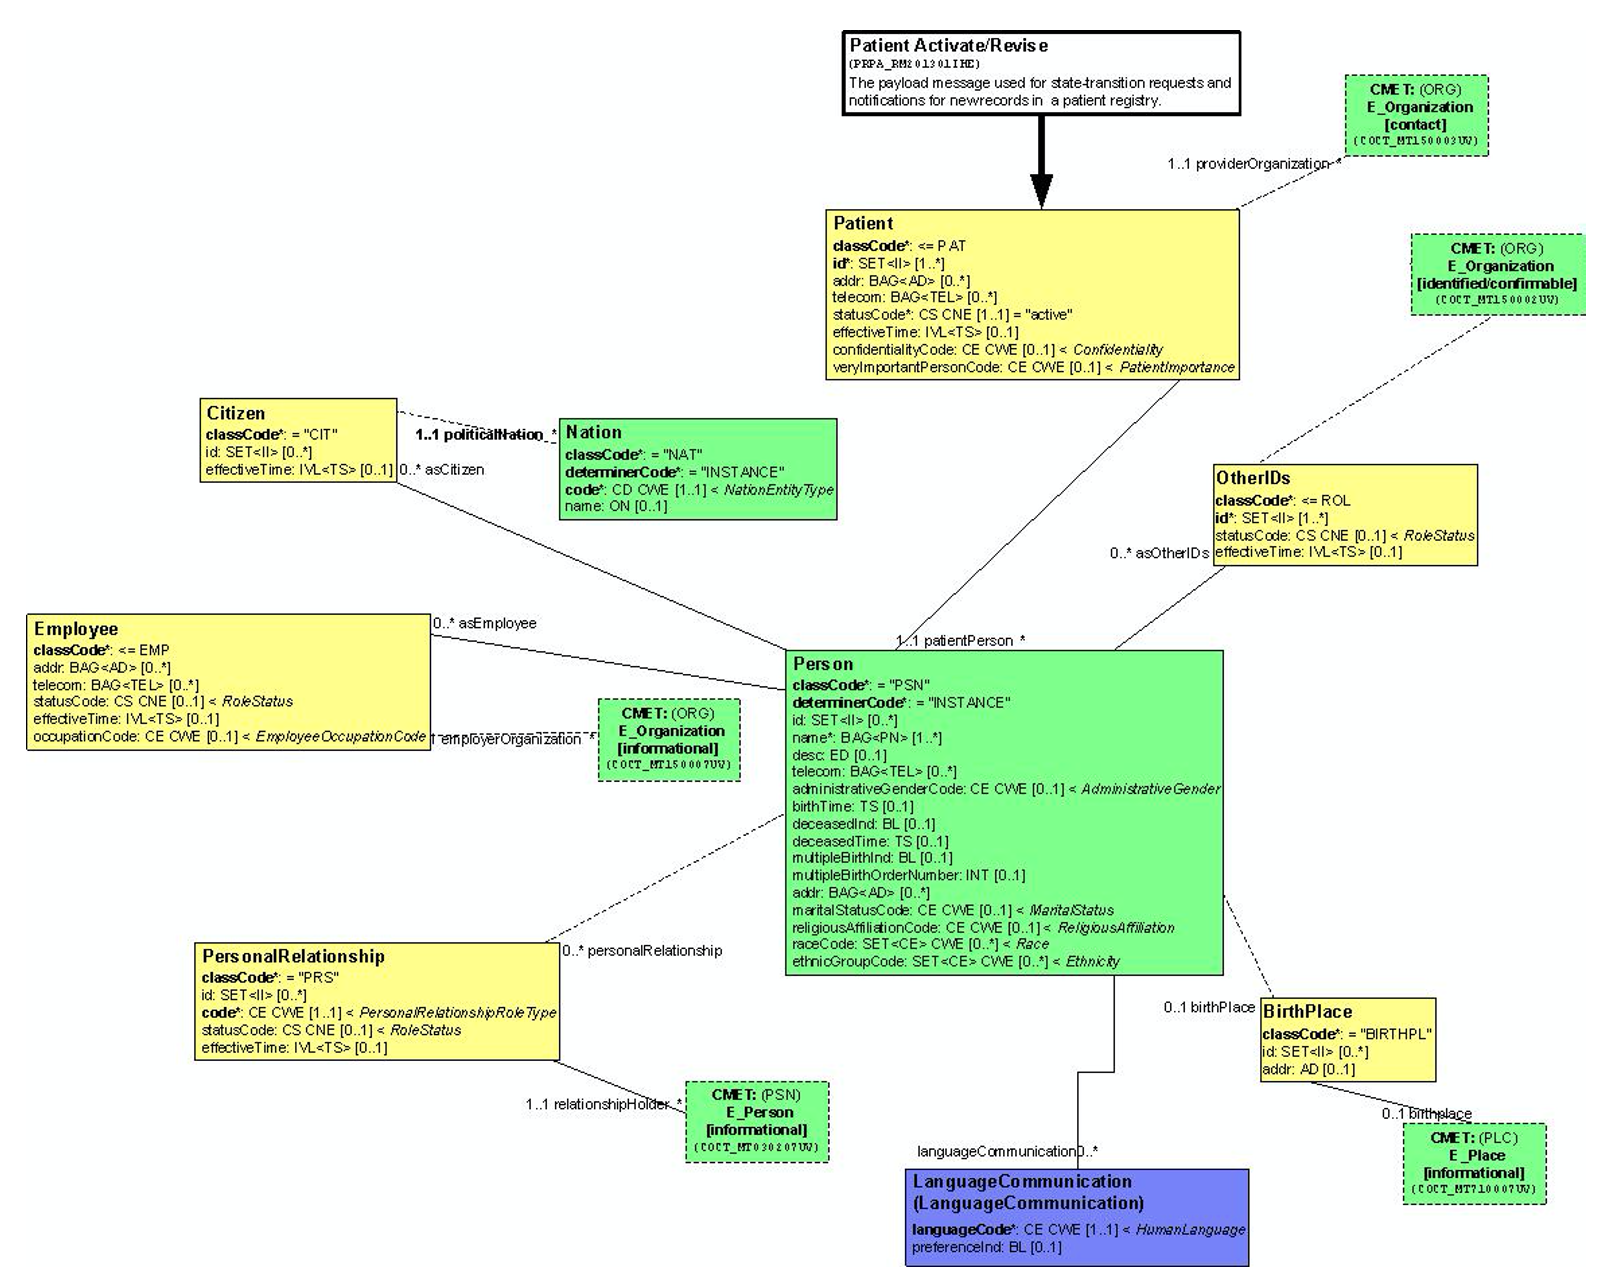 Patient Activate/Revise
(PRPA_RM201301IHE)
The payload message used for state-transition requests and
notifications for newrecords in a patient registry.
CMET: (ORG)
E_Organization
[contact]
(COCT_MT150003UV)
1..1 providerOrganization *
Patient
classCode*: <= PAT
id*: SET<II> [1..*]
addr: BAG<AD> [0..*]
telecom: BAG<TEL> [0..*]
statusCode*: CS CNE [1..1] = "active"
effectiveTime: IVL<TS> [0..1]
confidentialityCode: CE CWE [0..1] < Confidentiality
veryImportantPersonCode: CE CWE [0..1] < PatientImportance
CMET: (ORG)
E_Organization
[identified/confirmable]
(COCT_MT150002UV)
Citizen
classCode*: = "CIT"
id: SET<II> [0..*]
effectiveTime: IVL<TS> [0..1]
0..* asCitizen
1..1 politicalNation *
Nation
classCode*: = "NAT"
determinerCode*: = "INSTANCE"
code*: CD CWE [1..1] < NationEntityType
name: ON [0..1]
OtherIDs
classCode*: <= ROL
id*: SET<II> [1..*]
statusCode: CS CNE [0..1] < RoleStatus
effectiveTime: IVL<TS> [0..1]
0..* asOtherIDs
Employee
classCode*: <= EMP
addr: BAG<AD> [0..*]
telecom: BAG<TEL> [0..*]
statusCode: CS CNE [0..1] < RoleStatus
effectiveTime: IVL<TS> [0..1]
occupationCode: CE CWE [0..1] < EmployeeOccupationCode
0..* asEmployee
employerOrganization *
CMET: (ORG)
E_Organization
[informational]
(COCT_MT150007UV)
1..1 patientPerson *
Person
classCode*: = "PSN"
determinerCode*: = "INSTANCE"
id: SET<II> [0..*]
name*: BAG<PN> [1..*]
desc: ED [0..1]
telecom: BAG<TEL> [0..*]
administrativeGenderCode: CE CWE [0..1] < AdministrativeGender
birthTime: TS [0..1]
deceasedInd: BL [0..1]
deceasedTime: TS [0..1]
multipleBirthInd: BL [0..1]
multipleBirthOrderNumber: INT [0..1]
addr: BAG<AD> [0..*]
maritalStatusCode: CE CWE [0..1] < MaritalStatus
religiousAffiliationCode: CE CWE [0..1] < ReligiousAffiliation
raceCode: SET<CE> CWE [0..*] < Race
ethnicGroupCode: SET<CE> CWE [0..*] < Ethnicity
0..* personalRelationship
PersonalRelationship
classCode*: = "PRS"
id: SET<II> [0..*]
code*: CE CWE [1..1] < PersonalRelationshipRoleType
statusCode: CS CNE [0..1] < RoleStatus
effectiveTime: IVL<TS> [0..1]
1..1 relationshipHolder *
CMET: (PSN)
E_Person
[informational]
(COCT_MT030207UV)
0..1 birthPlace
BirthPlace
classCode*: = "BIRTHPL"
id: SET<II> [0..*]
addr: AD [0..1]
0..1 birthplace
CMET: (PLC)
E_Place
[informational]
(COCT_MT710007UV)
languageCommunication 0..*
LanguageCommunication
(LanguageCommunication)
languageCode*: CE CWE [1..1] < HumanLanguage
preferenceInd: BL [0..1]